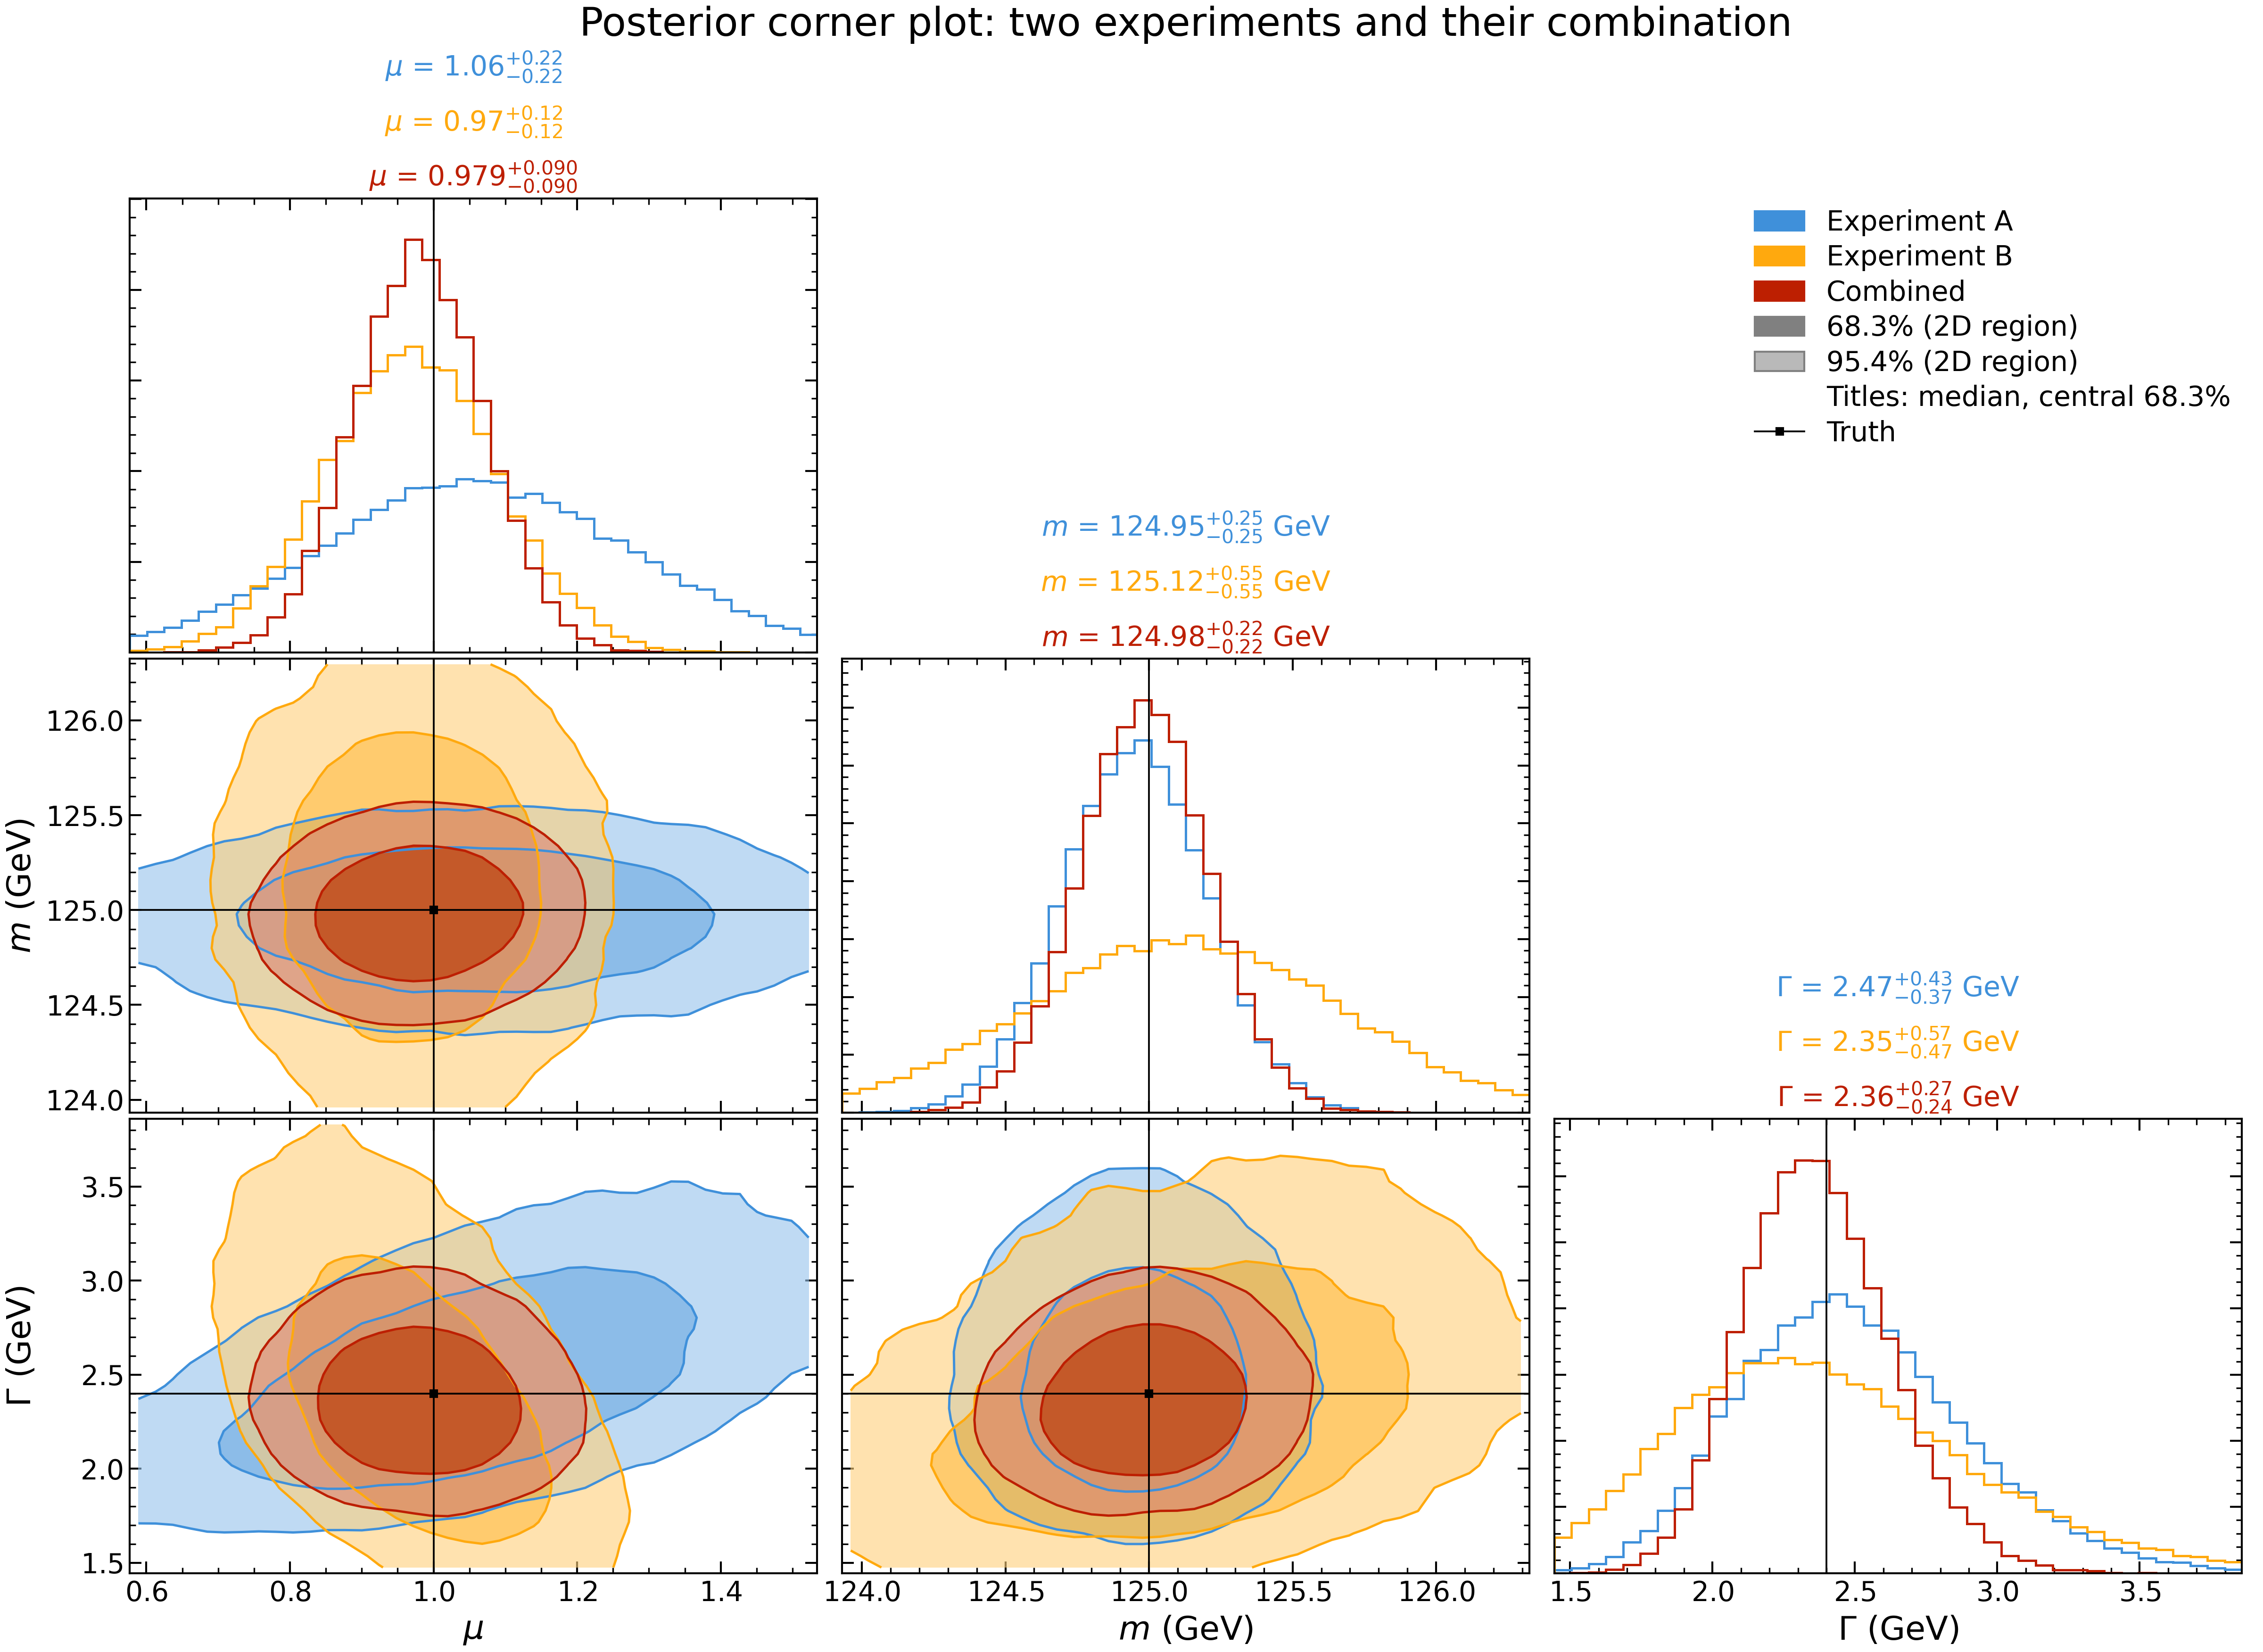 Posterior corner plot: two experiments and their combination
μ = 1.06 +0.22 −0.22
μ = 0.97 +0.12 −0.12
μ = 0.979 +0.090 −0.090
Experiment A
Experiment B
Combined
68.3% (2D region)
95.4% (2D region)
Titles: median, central 68.3%
Truth
m = 124.95 +0.25 −0.25 GeV
m = 125.12 +0.55 −0.55 GeV
m = 124.98 +0.22 −0.22 GeV
126.0
125.5
125.0
124.5
124.0
m (GeV)
Γ = 2.47 +0.43 −0.37 GeV
Γ = 2.35 +0.57 −0.47 GeV
Γ = 2.36 +0.27 −0.24 GeV
3.5
3.0
2.5
2.0
1.5
Γ (GeV)
0.6 0.8 1.0 1.2 1.4
124.0 124.5 125.0 125.5 126.0
1.5 2.0 2.5 3.0 3.5
μ
m (GeV)
Γ (GeV)